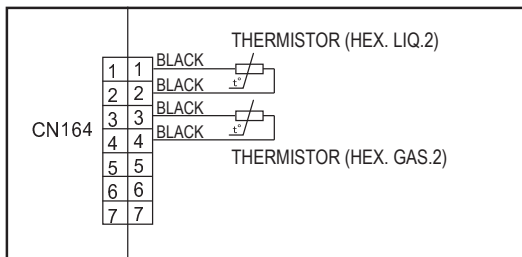 THERMISTOR (HEX. LIQ.2)
1 1 BLACK
t°
2 2 BLACK
3 3 BLACK
CN164
t°
4 4 BLACK
THERMISTOR (HEX. GAS.2)
5 5
6 6
7 7